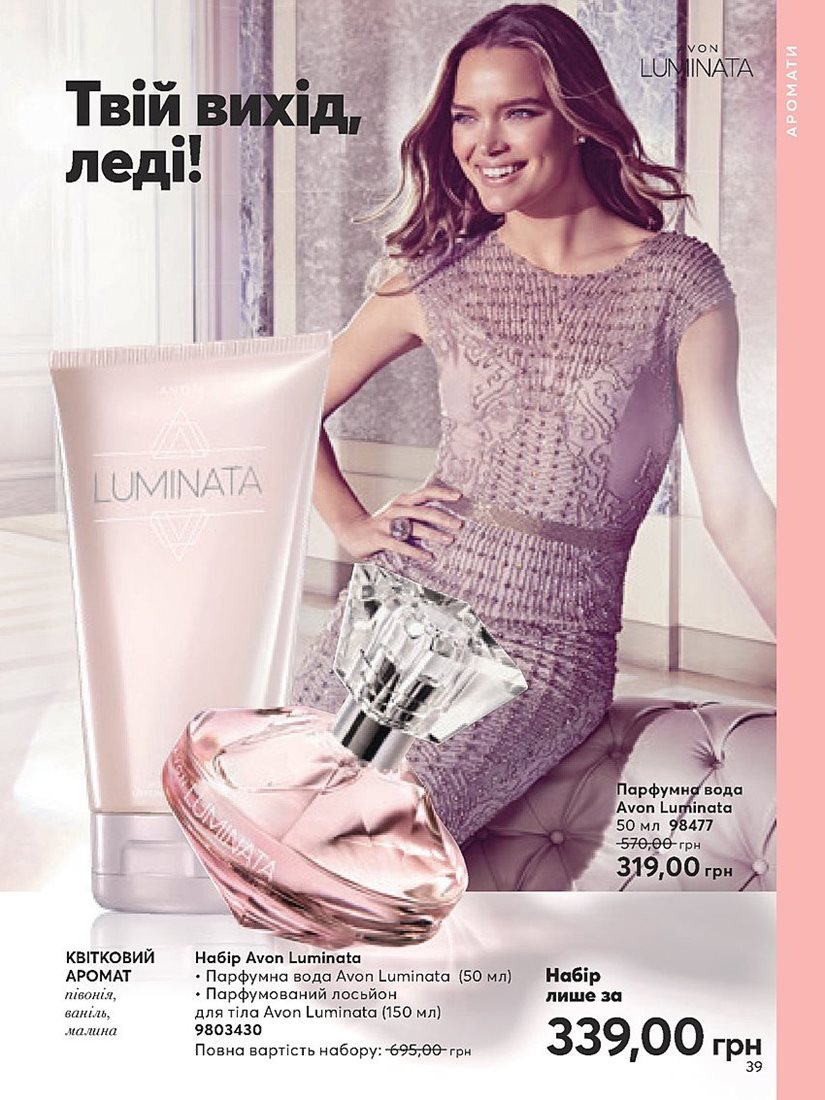 Твій вихід,
леді!
AVON
LUMINATA
АРОМАТИ
AVON
LUMINATA
LUMINATA
Парфумна вода
Avon Luminata
50 мл 98477
570,00 грн
319,00 грн
КВІТКОВИЙ
АРОМАТ
півонія,
ваніль,
малина
Набір Avon Luminata
• Парфумна вода Avon Luminata (50 мл)
• Парфумований лосьйон
для тіла Avon Luminata (150 мл)
9803430
Повна вартість набору: 695,00 грн
Набір
лише за
339,00 грн
39